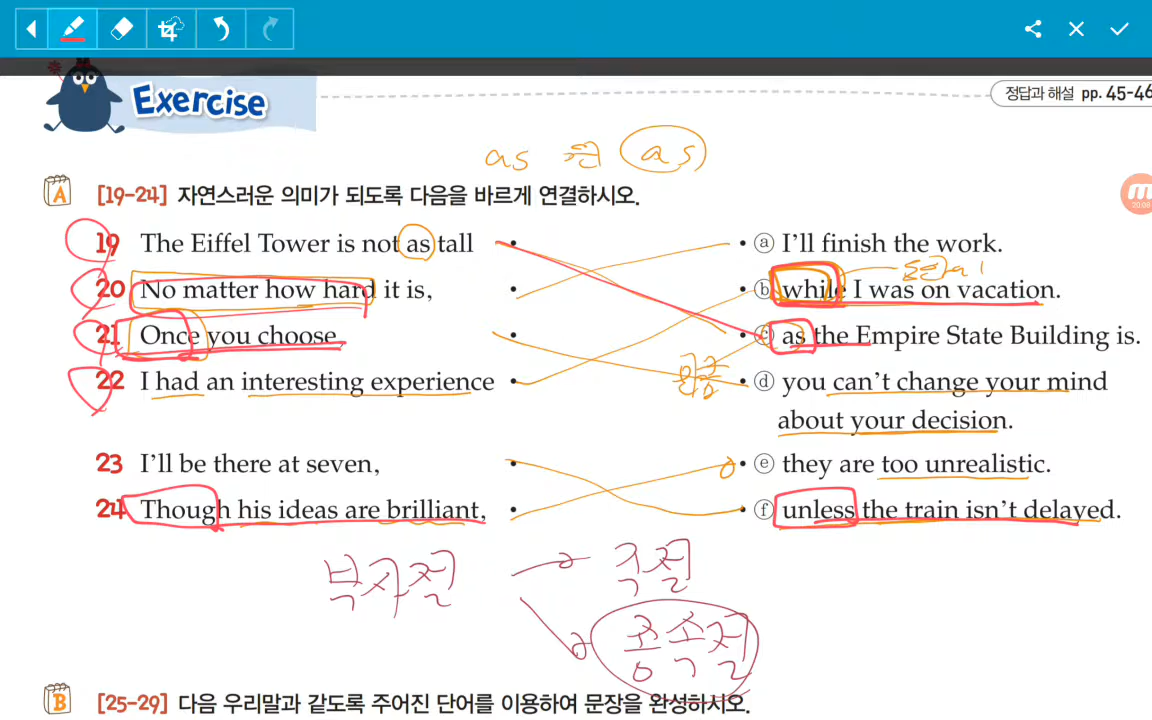 Exercise
정답과 해설 pp. 45-46
as 원 as
A [19-24] 자연스러운 의미가 되도록 다음을 바르게 연결하시오.
19 The Eiffel Tower is not as tall
20 No matter how hard it is,
21 Once you choose,
22 I had an interesting experience
23 I'll be there at seven,
24 Though his ideas are brilliant,
ⓐ I'll finish the work.
ⓑ while I was on vacation.
ⓒ as the Empire State Building is.
ⓓ you can't change your mind
about your decision.
ⓔ they are too unrealistic.
ⓕ unless the train isn't delayed.
부사절
주절
종속절
B [25-29] 다음 우리말과 같도록 주어진 단어를 이용하여 문장을 완성하시오.